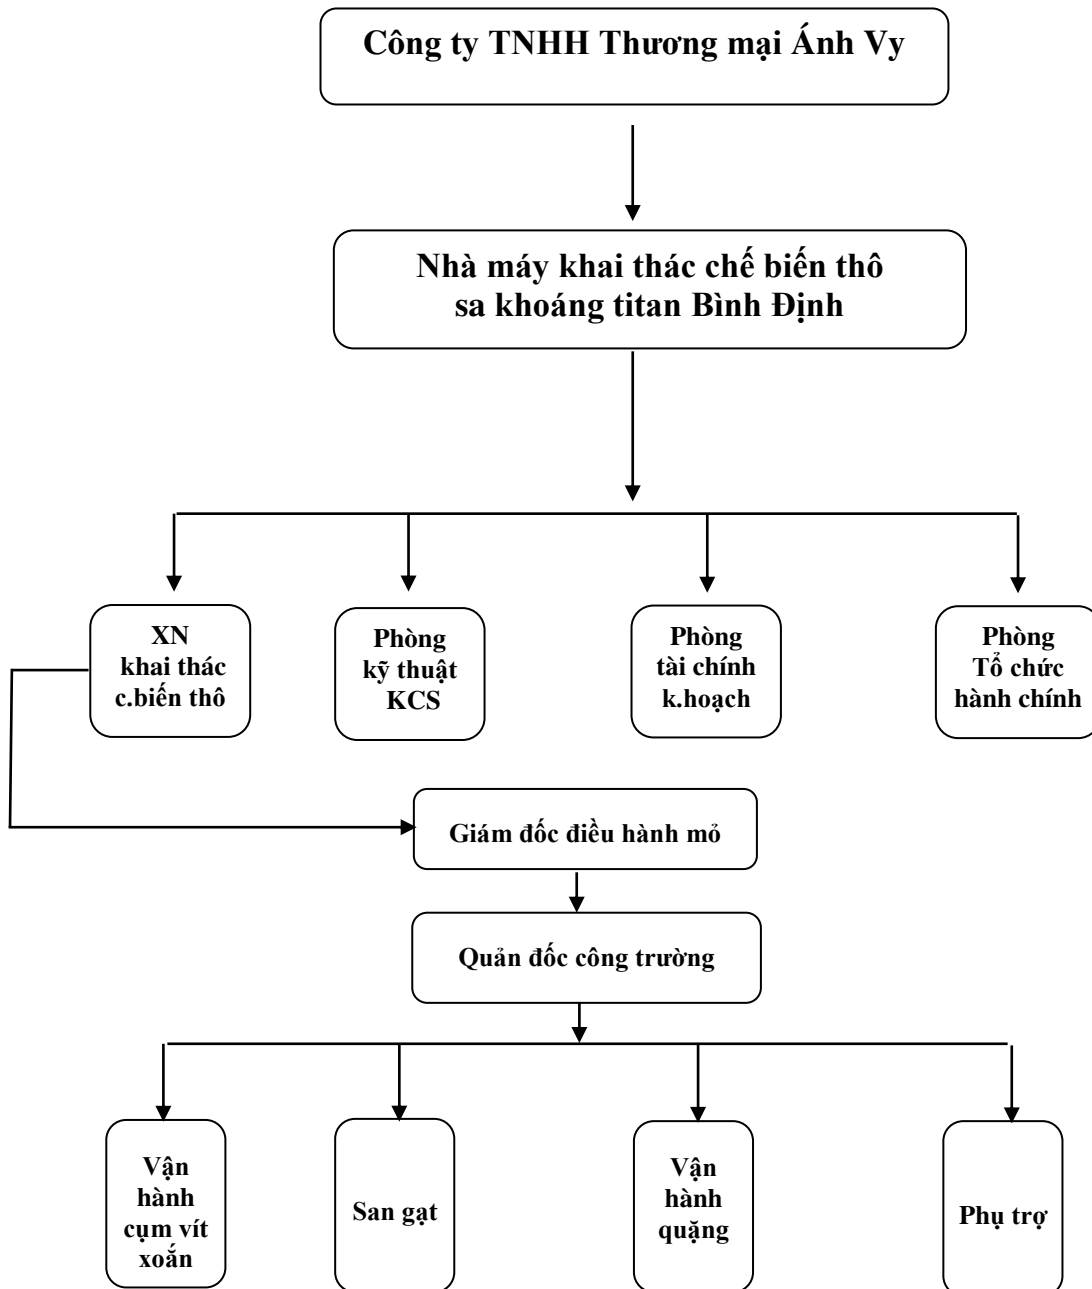 Công ty TNHH Thương mại Ánh Vy
Nhà máy khai thác chế biến thô
sa khoáng titan Bình Định
XN
khai thác
c.biến thô
Phòng
kỹ thuật
KCS
Phòng
tài chính
k.hoạch
Phòng
Tổ chức
hành chính
Giám đốc điều hành mỏ
Quản đốc công trường
Vận
hành
cụm vít
xoắn
San gạt
Vận
hành
quặng
Phụ trợ